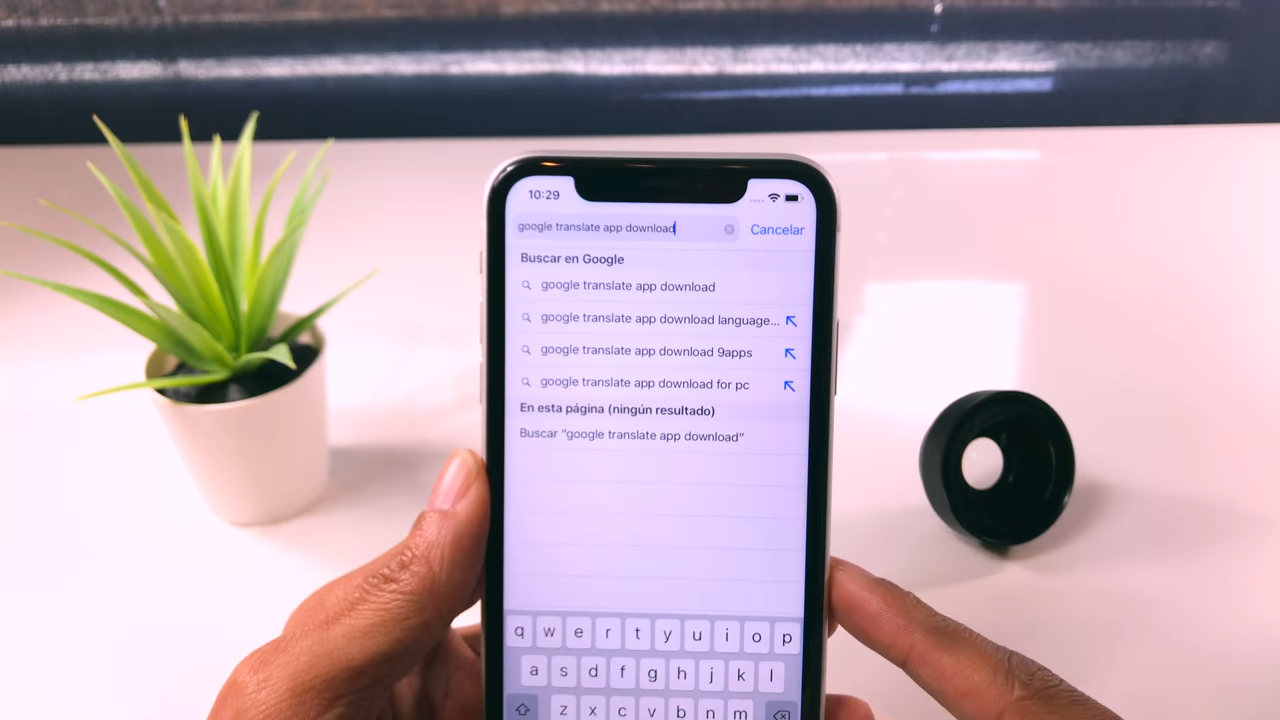 10:29
google translate app download
Cancelar
Buscar en Google
google translate app download
google translate app download language...
google translate app download 9apps
google translate app download for pc
En esta página (ningún resultado)
Buscar “google translate app download”
q w e r t y u i o p
a s d f g h j k l
z x c v b n m